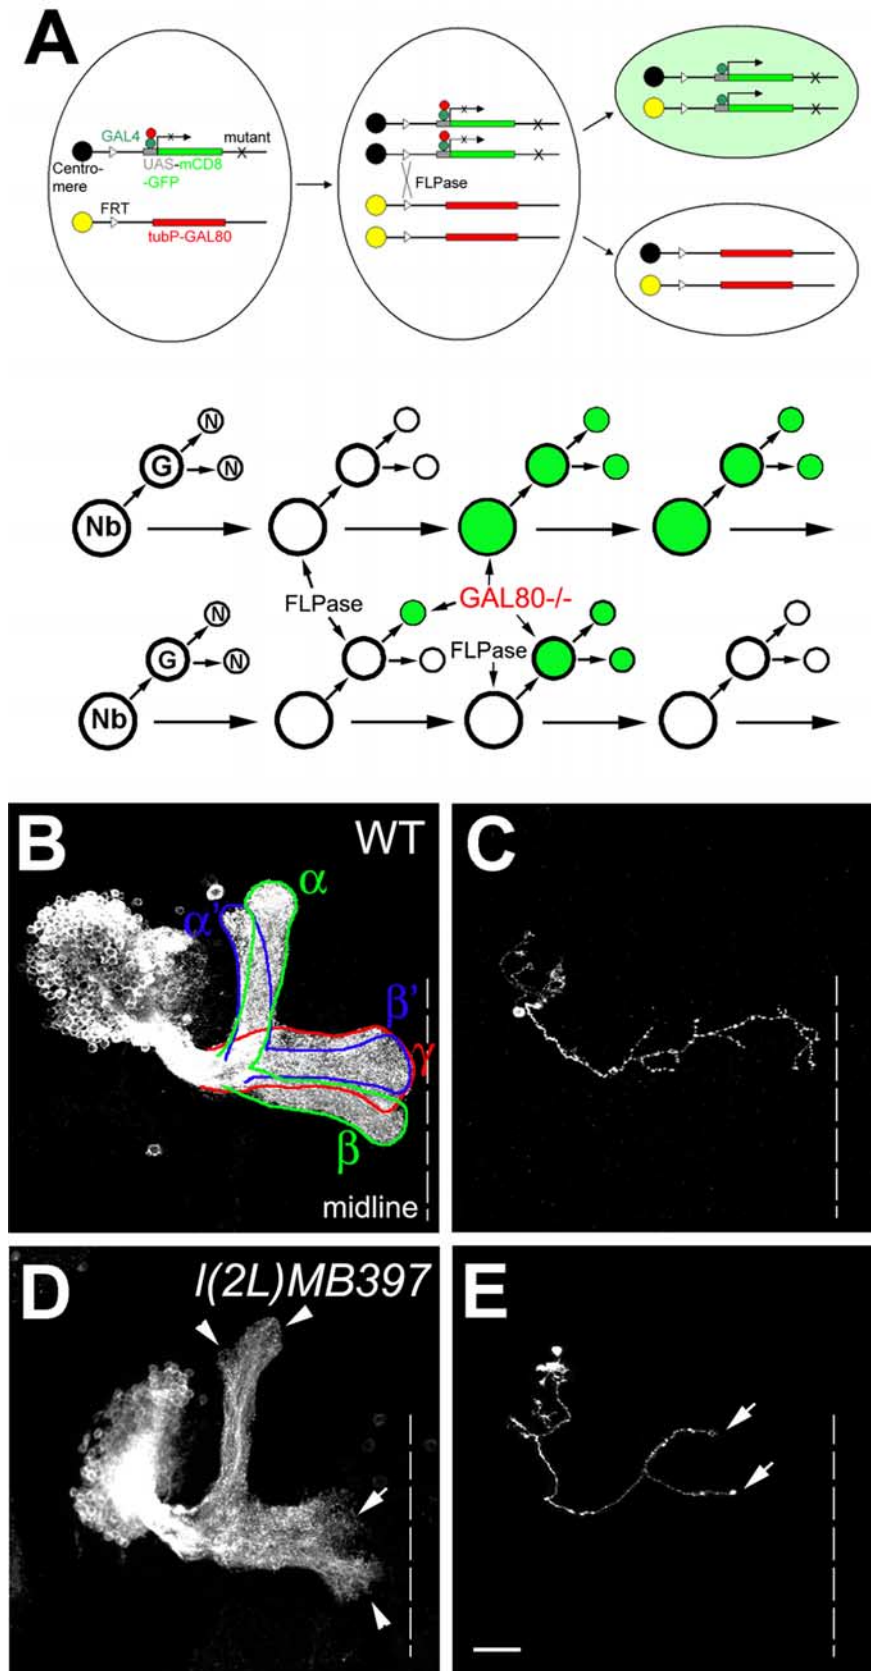 A
GAL4
mutant
Centro-
mere
UAS-mCD8
-GFP
FRT
tubP-GAL80
FLPase
N
G
N
Nb
FLPase
GAL80-/-
N
FLPase
G
N
Nb
B
WT
α
α'
β'
γ
β
midline
C
D
l(2L)MB397
E